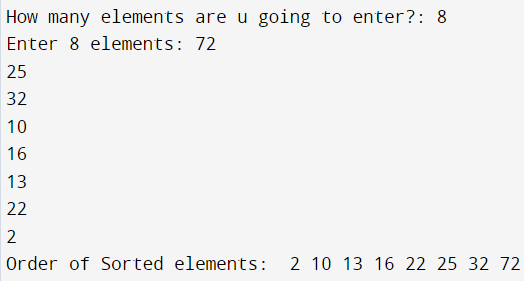 How many elements are u going to enter?: 8
Enter 8 elements: 72
25
32
10
16
13
22
2
Order of Sorted elements:  2 10 13 16 22 25 32 72